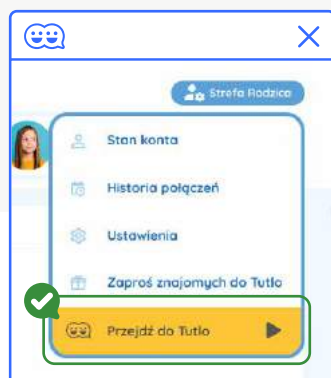 Strefa Rodzica
Stan konta
Historia połączeń
Ustawienia
Zaproś znajomych do Tutlo
Przejdź do Tutlo